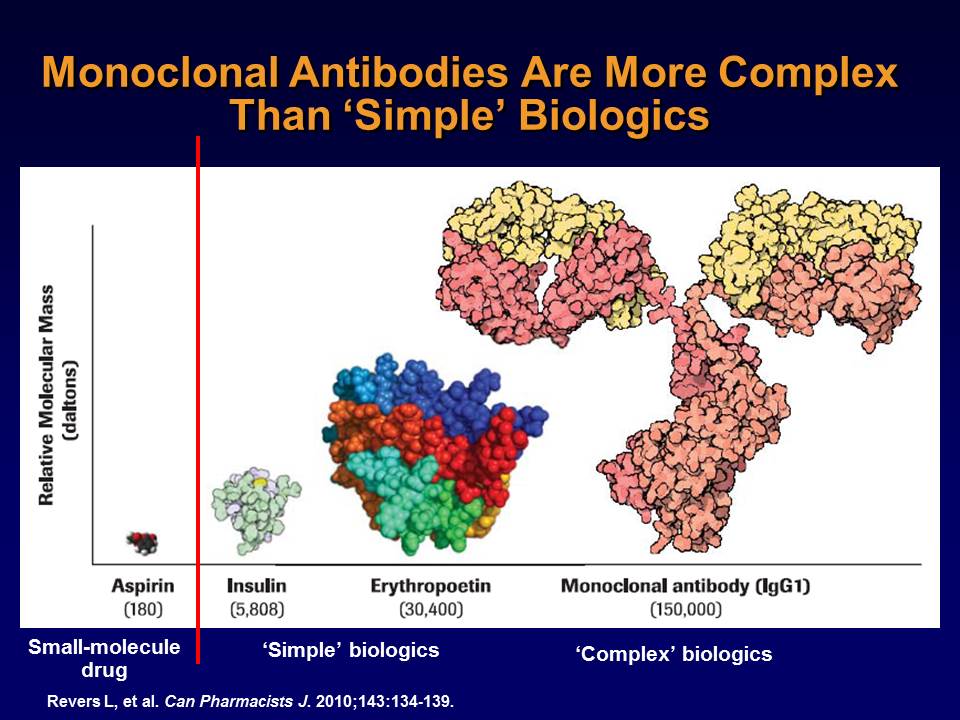 Monoclonal Antibodies Are More Complex
Than ‘Simple’ Biologics
Relative Molecular Mass
(daltons)
Aspirin
(180)
Insulin
(5,808)
Erythropoetin
(30,400)
Monoclonal antibody (IgG1)
(150,000)
Small-molecule
drug
‘Simple’ biologics
‘Complex’ biologics
Revers L, et al. Can Pharmacists J. 2010;143:134-139.